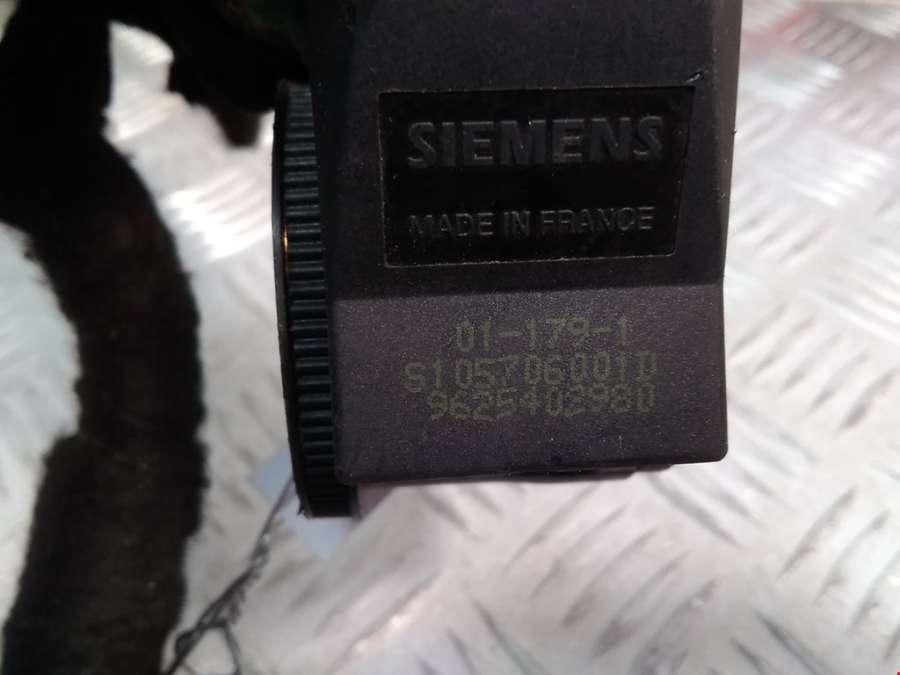 SIEMENS
MADE IN FRANCE
01-179-1
S105706001D
9625402980